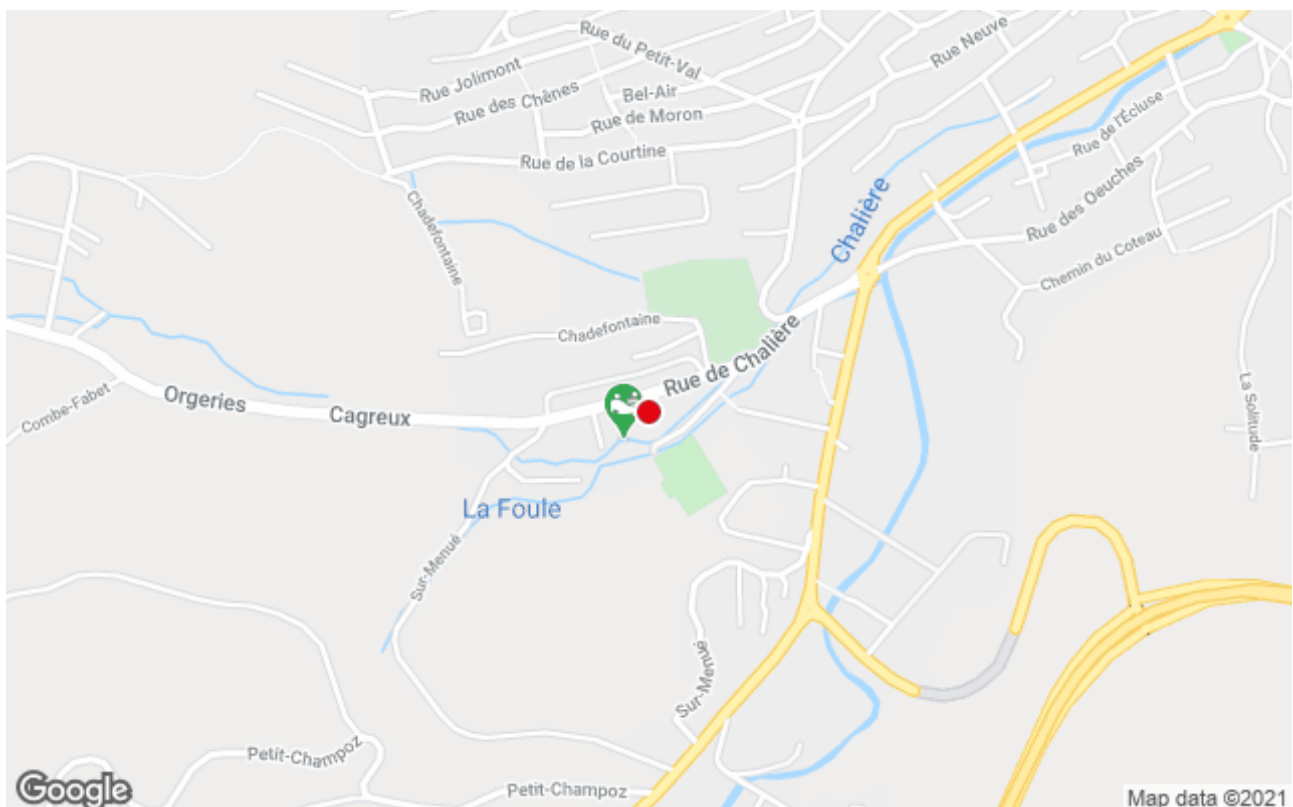 Rue du Petit-Val
Rue Neuve
Rue Jolimont
Bel-Air
Rue des Chênes
Rue de Moron
Rue de l'Écluse
Rue de la Courtine
Rue des Oeuches
Chadefontaine
Chalière
Chemin du Coteau
Chadefontaine
Rue de Chalière
Combe-Fabet
Orgeries
Cagreux
La Solitude
La Foule
Sur-Menué
Sur-Menué
Petit-Champoz
Petit-Champoz
Google
Map data ©2021